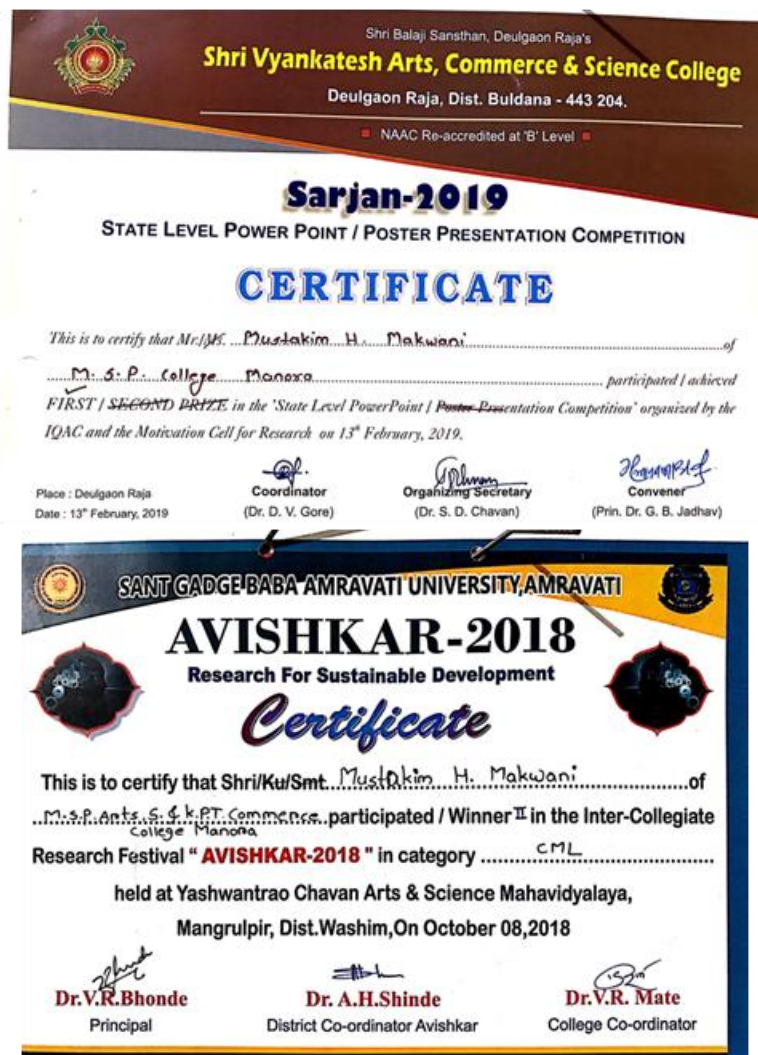 Shri Balaji Sansthan, Deulgaon Raja's
Shri Vyankatesh Arts, Commerce & Science College
Deulgaon Raja, Dist. Buldana - 443 204.
NAAC Re-accredited at 'B' Level
Sarjan-2019
STATE LEVEL POWER POINT / POSTER PRESENTATION COMPETITION
CERTIFICATE
This is to certify that Mr./Ms. Mustakim H. Makwani of
M. S. P. College Manora participated / achieved
FIRST / SECOND PRIZE in the 'State Level PowerPoint / Poster Presentation Competition' organized by the
IQAC and the Motivation Cell for Research on 13th February, 2019.
Place : Deulgaon Raja
Date : 13th February, 2019
Coordinator
(Dr. D. V. Gore)
Organizing Secretary
(Dr. S. D. Chavan)
Convener
(Prin. Dr. G. B. Jadhav)
SANT GADGE BABA AMRAVATI UNIVERSITY,AMRAVATI
AVISHKAR-2018
Research For Sustainable Development
Certificate
This is to certify that Shri/Ku/Smt. Mustakim H. Makwani of
M.S.P. Arts, S. & K.P.T. Commerce participated / Winner II in the Inter-Collegiate
College Manora
Research Festival " AVISHKAR-2018 " in category CML
held at Yashwantrao Chavan Arts & Science Mahavidyalaya,
Mangrulpir, Dist.Washim,On October 08,2018
Dr.V.R.Bhonde
Principal
Dr. A.H.Shinde
District Co-ordinator Avishkar
Dr.V.R. Mate
College Co-ordinator